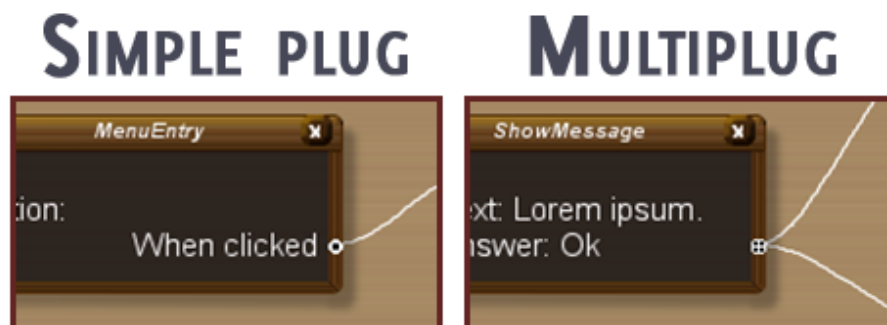 SIMPLE PLUG
MULTIPLUG
MenuEntry
tion:
When clicked
ShowMessage
ext: Lorem ipsum.
nswer: Ok